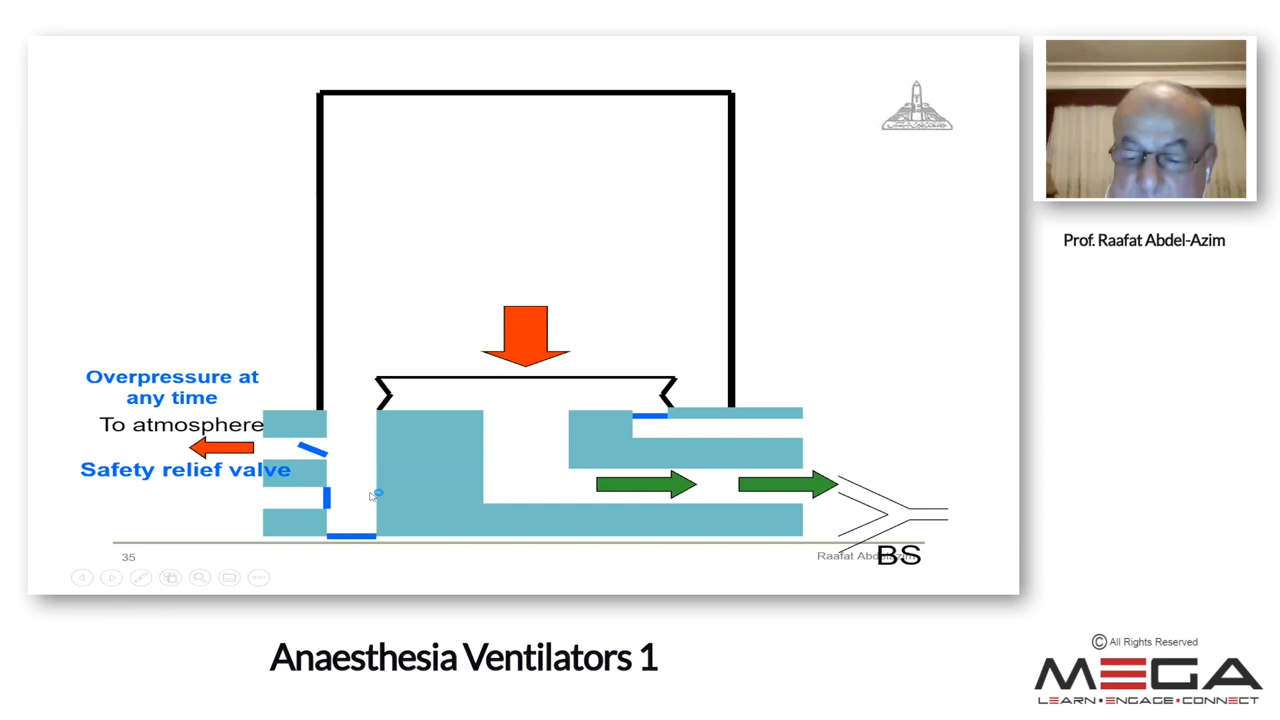 Overpressure at
any time
To atmosphere
Safety relief valve
BS
35
Prof. Raafat Abdel-Azim
Anaesthesia Ventilators 1
© All Rights Reserved
MEGA
LEARN • ENGAGE • CONNECT